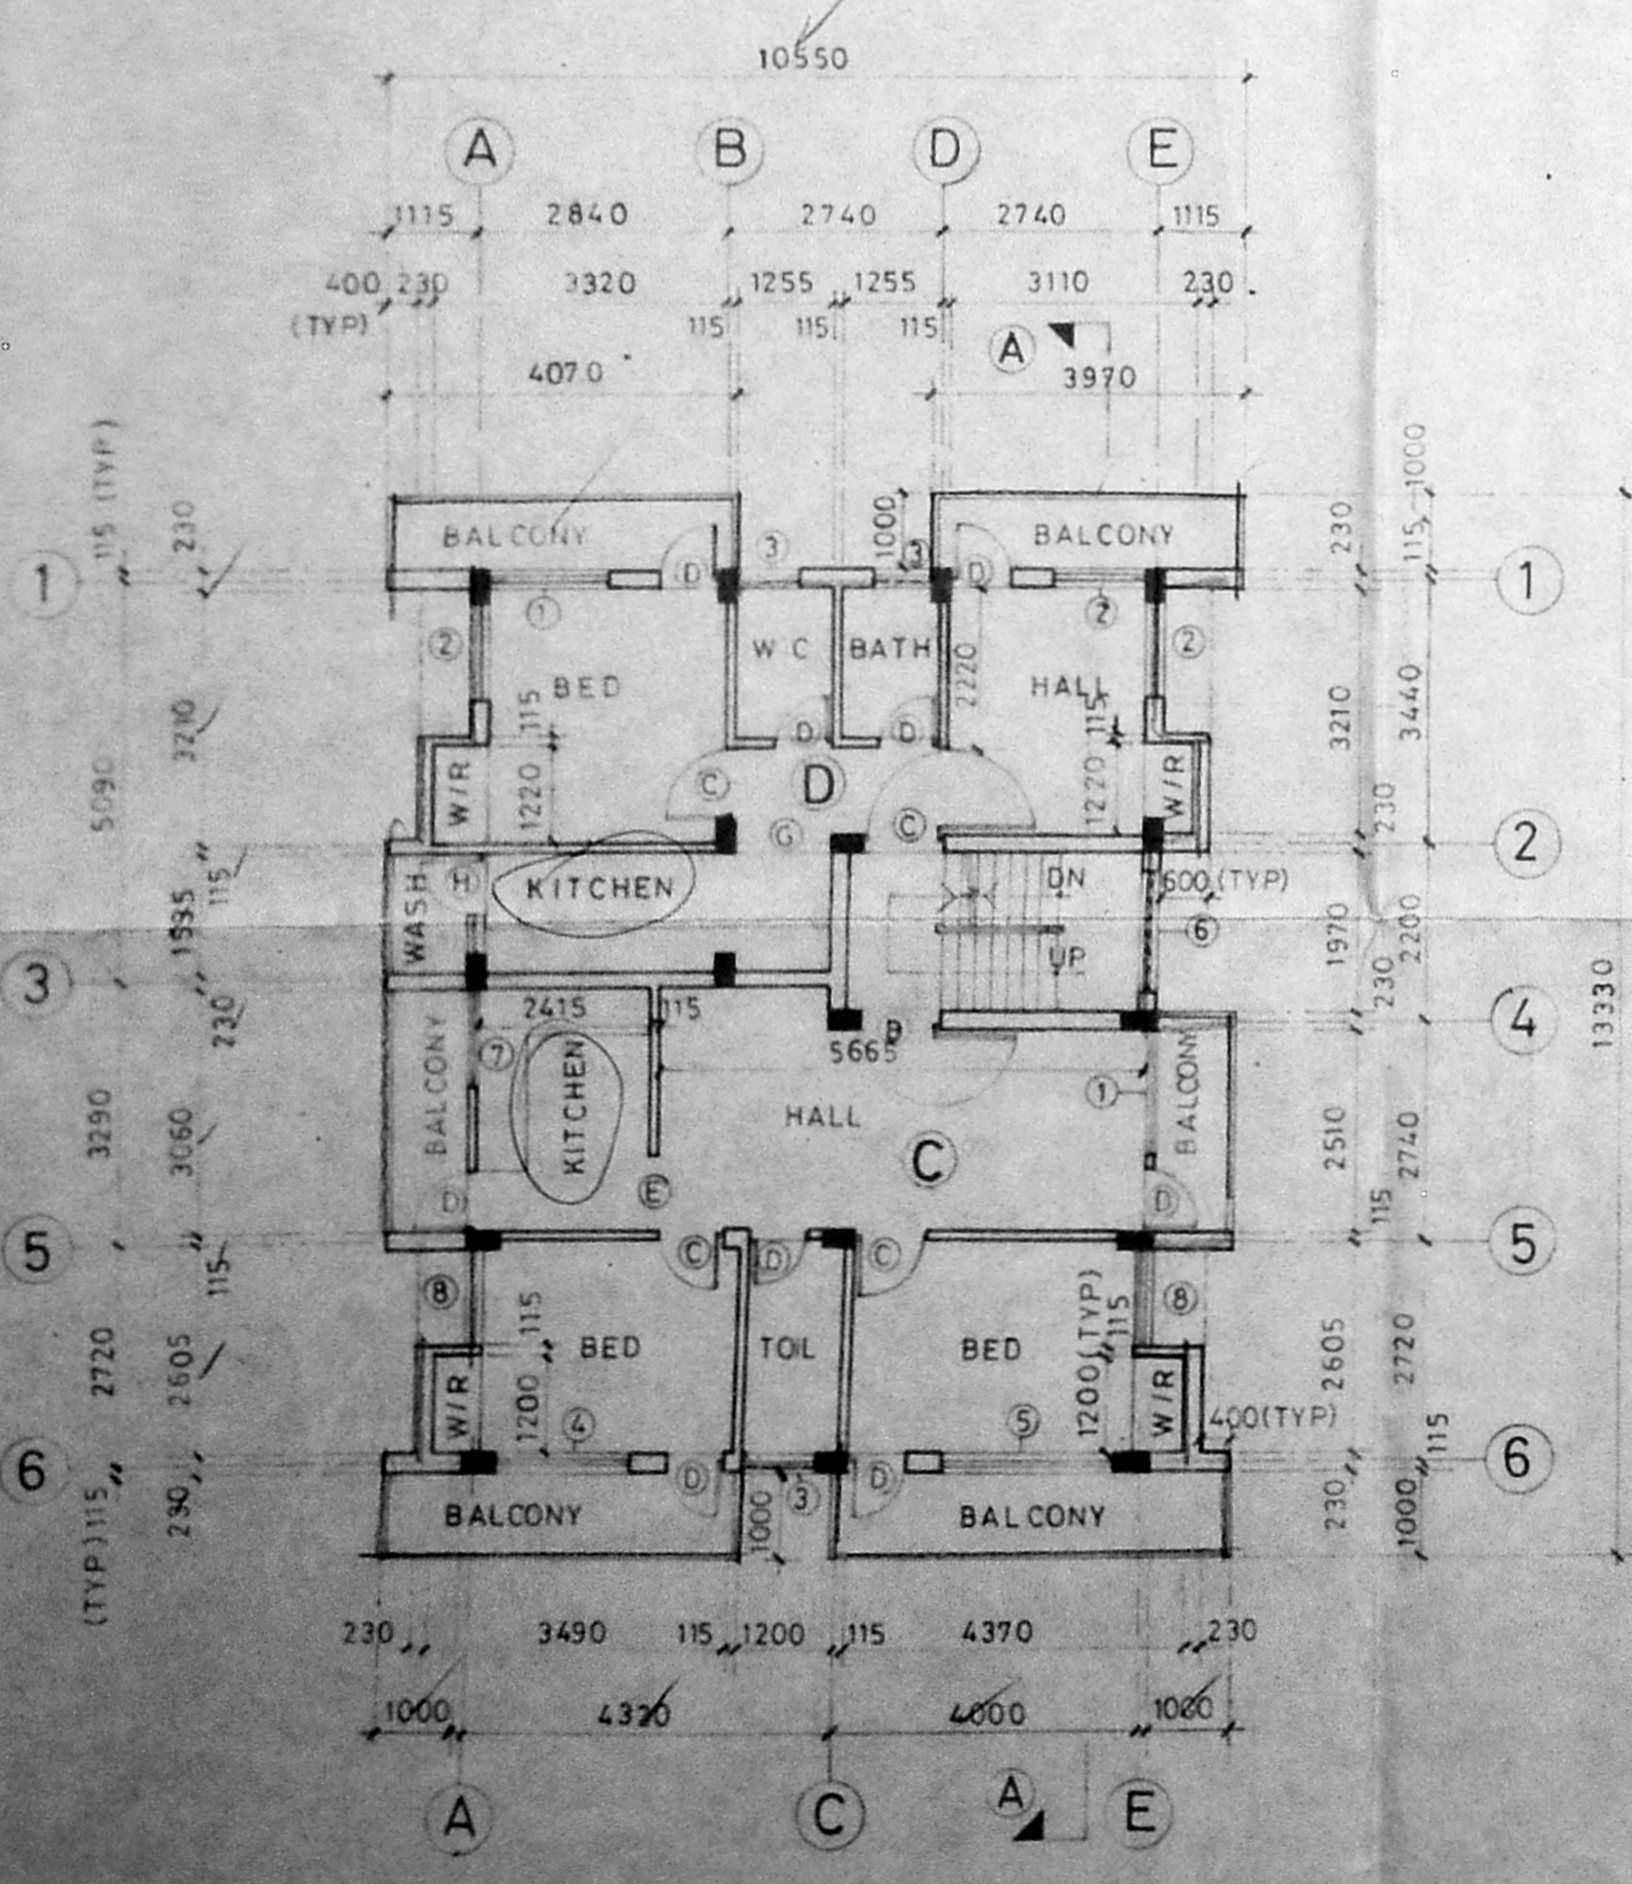 10550
A B D E
1115 2840 2740 2740 1115
400 230 3320 1255 1255 3110 230
(TYP) 115 115 115 A
4070 3970
115 (TYP) 230 230 115 1000
BALCONY D 3 1000 3 D BALCONY
1 1
1 2
2 2
WC BATH 2220
BED HALL
115 115
3210 3210 3440
D D
5090 W/R 1220 C D 1220 W/R 230
G C
2 2
115 WASH H KITCHEN DN 600 (TYP)
1970 2200
6
UP
3
230 2415 115 230 13330
B 4
5665
7
BALCONY KITCHEN 1 BALCONY
3290 3060 HALL 2510 2740
C
D E D 115
5 C D C 5
115 8 115 115 8
BED TOIL BED
2720 2605 W/R 1200 1200(TYP) W/R 2605 2720
4 5 400(TYP)
115
6 6
D 3 D
(TYP) 115 230 BALCONY 1000 BALCONY 230 1000
230 3490 115 1200 115 4370 230
1000 4320 4000 1000
A C A E